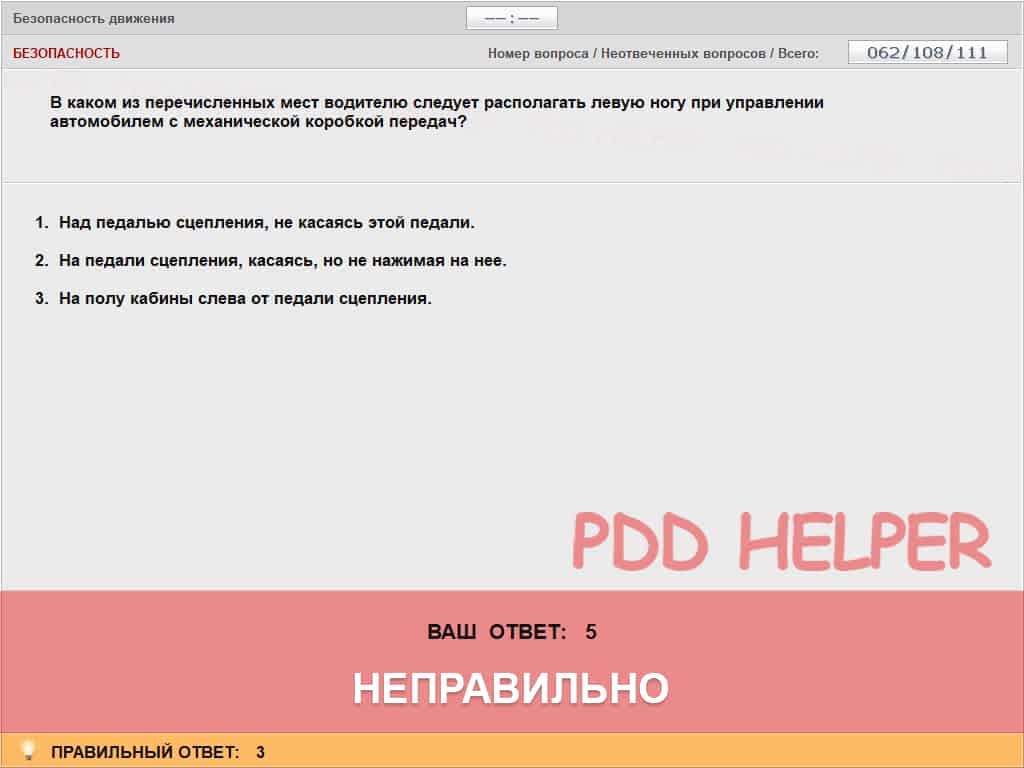 Безопасность движения
—— : ——
БЕЗОПАСНОСТЬ
Номер вопроса / Неотвеченных вопросов / Всего:
062/108/111
В каком из перечисленных мест водителю следует располагать левую ногу при управлении
автомобилем с механической коробкой передач?
1. Над педалью сцепления, не касаясь этой педали.
2. На педали сцепления, касаясь, но не нажимая на нее.
3. На полу кабины слева от педали сцепления.
PDD HELPER
ВАШ ОТВЕТ: 5
НЕПРАВИЛЬНО
ПРАВИЛЬНЫЙ ОТВЕТ: 3